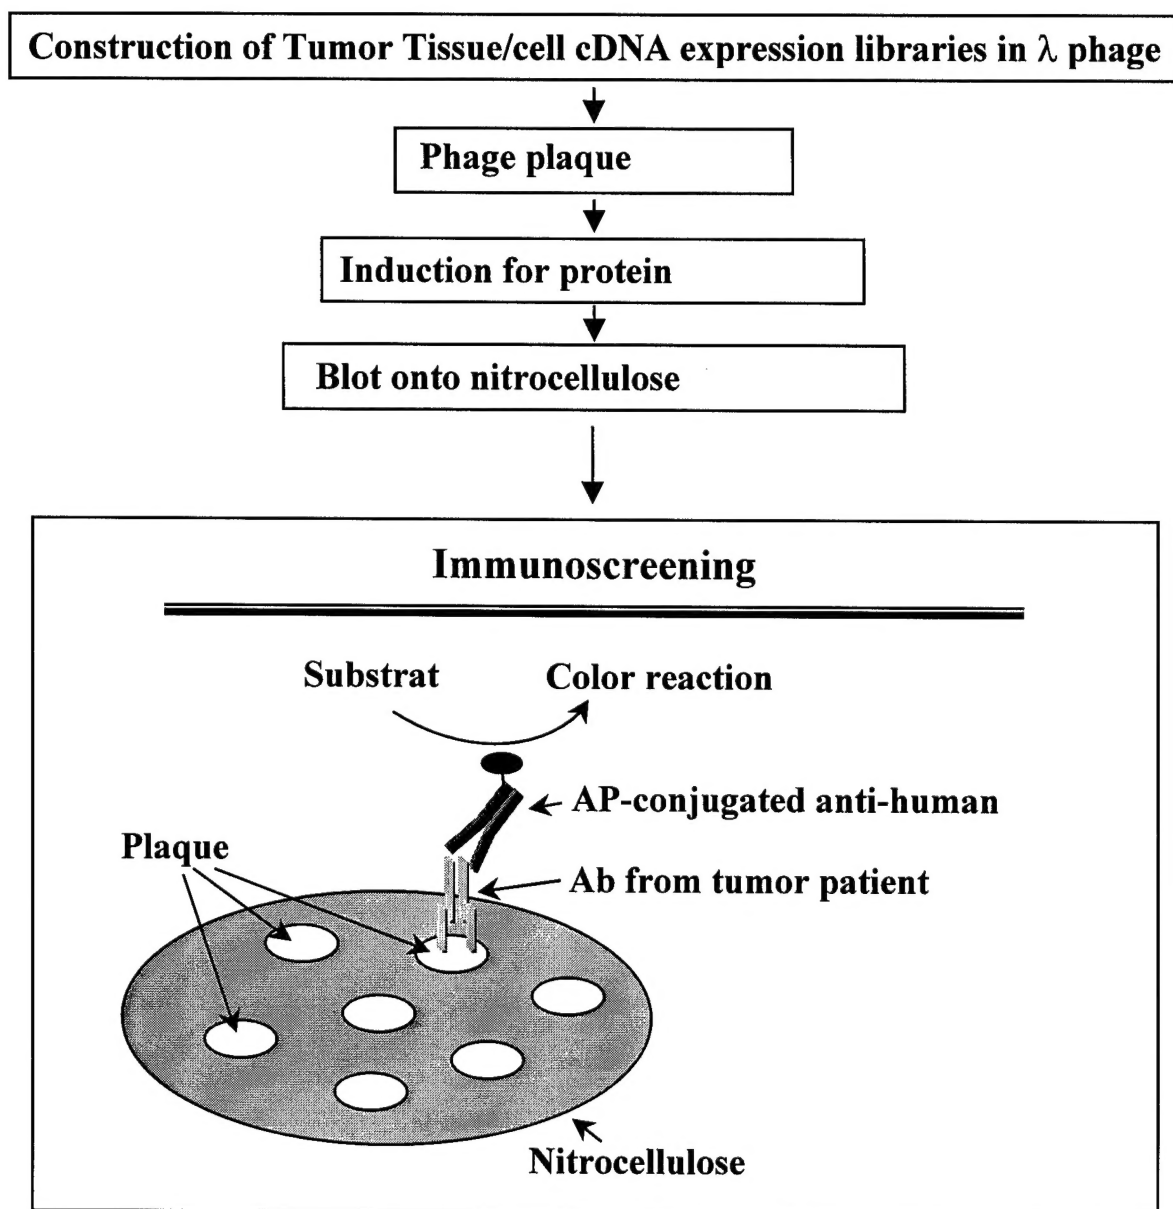 Construction of Tumor Tissue/cell cDNA expression libraries in λ phage
Phage plaque
Induction for protein
Blot onto nitrocellulose
Immunoscreening
Substrat
Color reaction
AP-conjugated anti-human
Plaque
Ab from tumor patient
Nitrocellulose